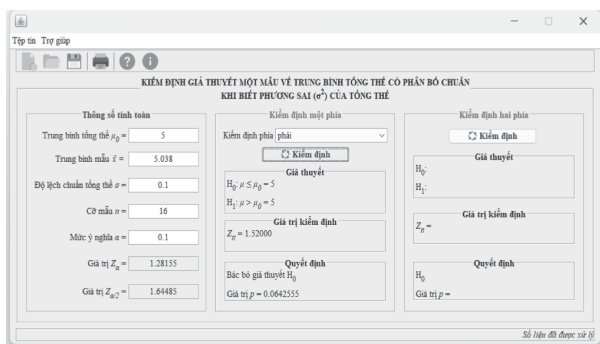 Tệp tin Trợ giúp
KIỂM ĐỊNH GIẢ THUYẾT MỘT MẪU VỀ TRUNG BÌNH TỔNG THỂ CÓ PHÂN BỐ CHUẨN
KHI BIẾT PHƯƠNG SAI (σ²) CỦA TỔNG THỂ
Thông số tính toán
Trung bình tổng thể μ₀ = 5
Trung bình mẫu x̄ = 5.038
Độ lệch chuẩn tổng thể σ = 0.1
Cỡ mẫu n = 16
Mức ý nghĩa α = 0.1
Giá trị Zα = 1.28155
Giá trị Zα/2 = 1.64485
Kiểm định một phía
Kiểm định phía phải
Kiểm định
Giả thuyết
H₀: μ ≤ μ₀ = 5
H₁: μ > μ₀ = 5
Giá trị kiểm định
Ztt = 1.52000
Quyết định
Bác bỏ giả thuyết H₀
Giá trị p = 0.0642555
Kiểm định hai phía
Kiểm định
Giả thuyết
H₀:
H₁:
Giá trị kiểm định
Ztt =
Quyết định
H₀
Giá trị p =
Số liệu đã được xử lý